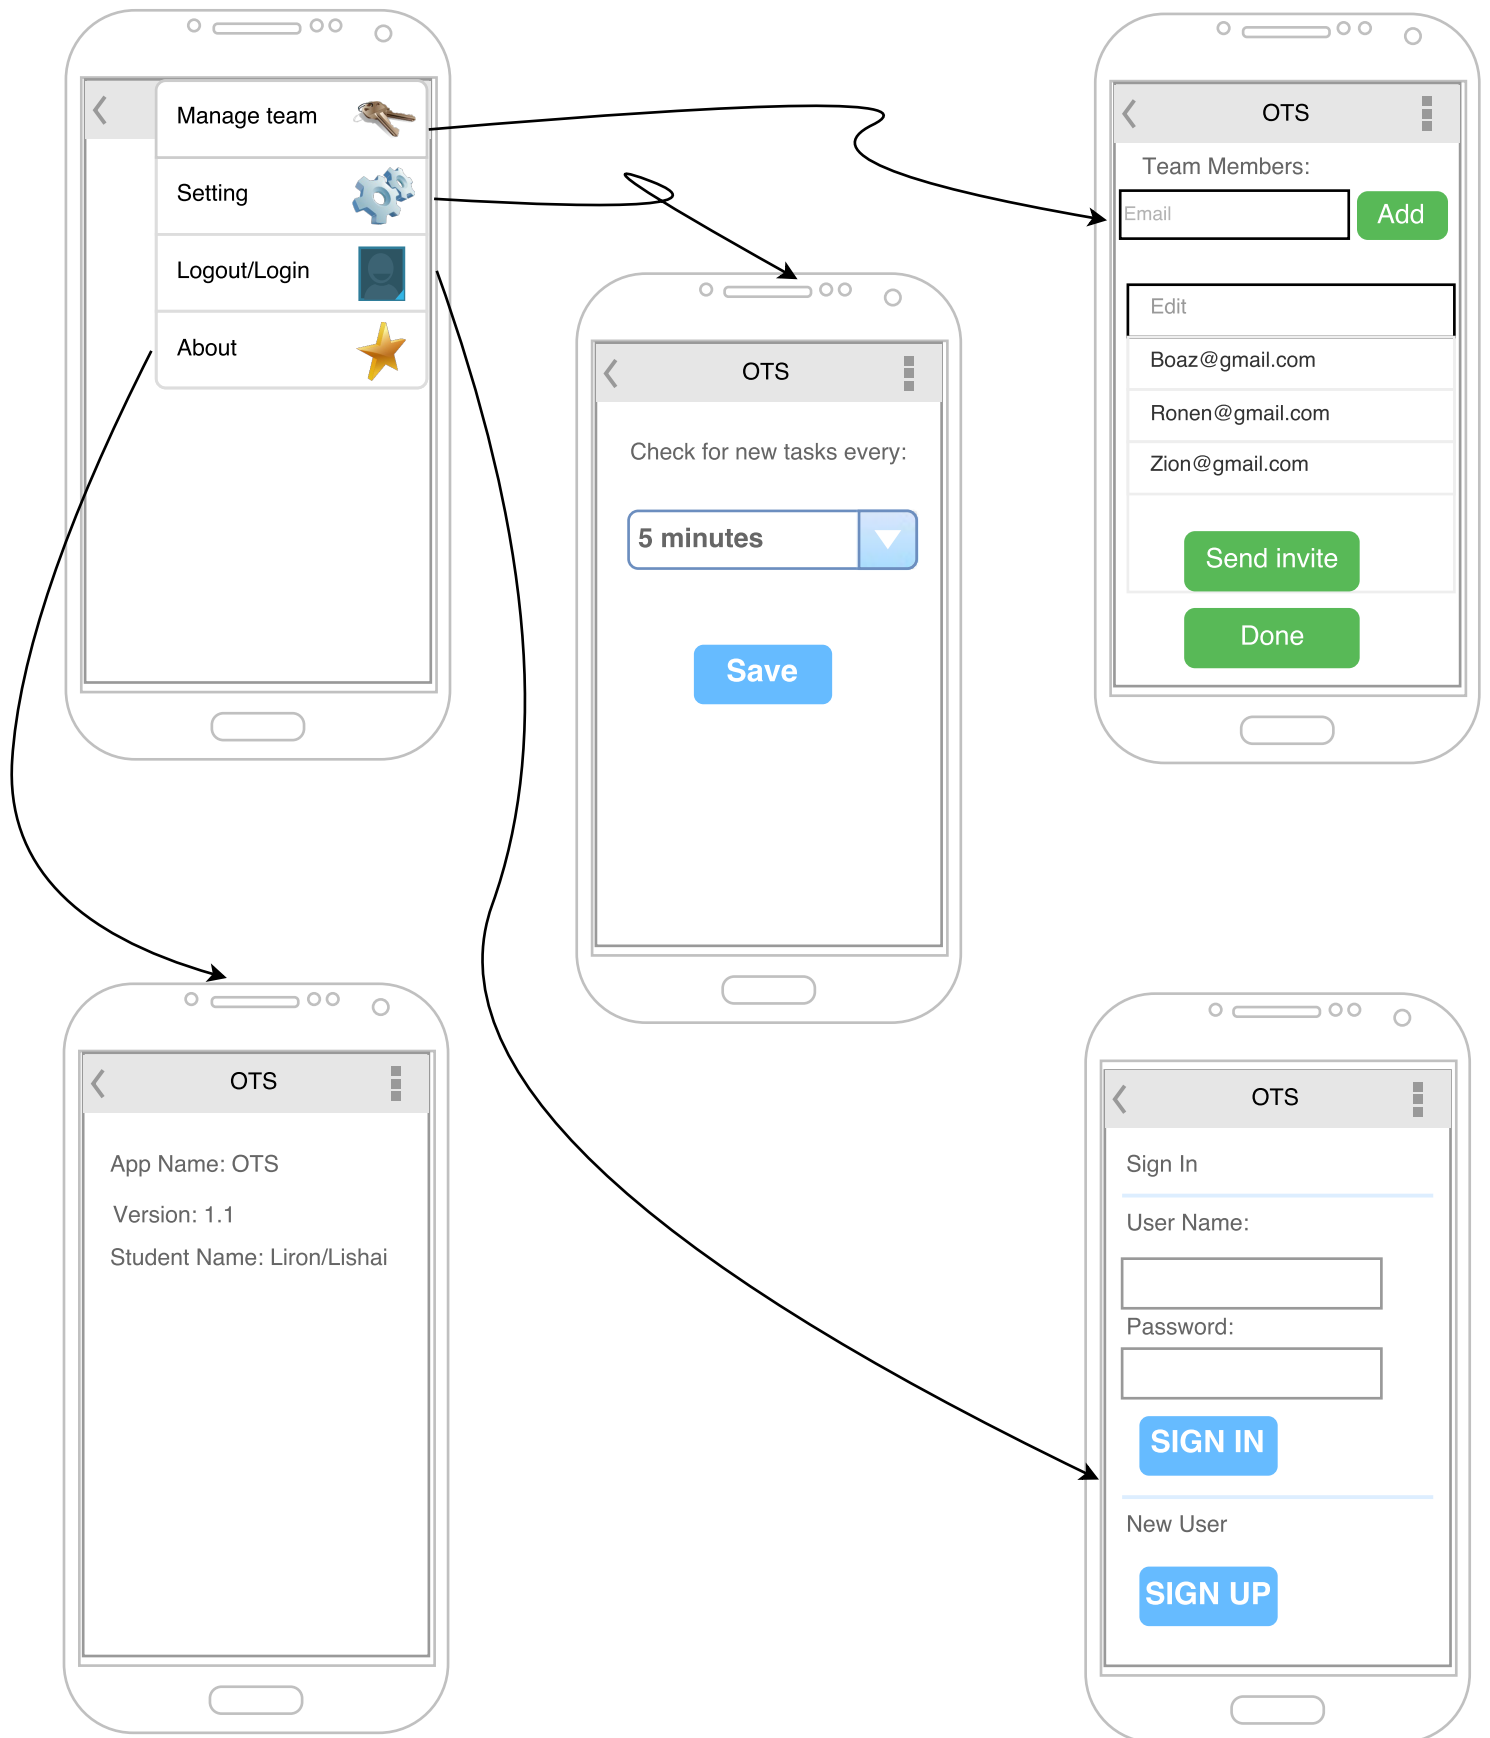 Manage team
Setting
Logout/Login
About
OTS
Team Members:
Email
Add
Edit
Boaz@gmail.com
Ronen@gmail.com
Zion@gmail.com
Send invite
Done
OTS
Check for new tasks every:
5 minutes
Save
OTS
App Name: OTS
Version: 1.1
Student Name: Liron/Lishai
OTS
Sign In
User Name:
Password:
SIGN IN
New User
SIGN UP